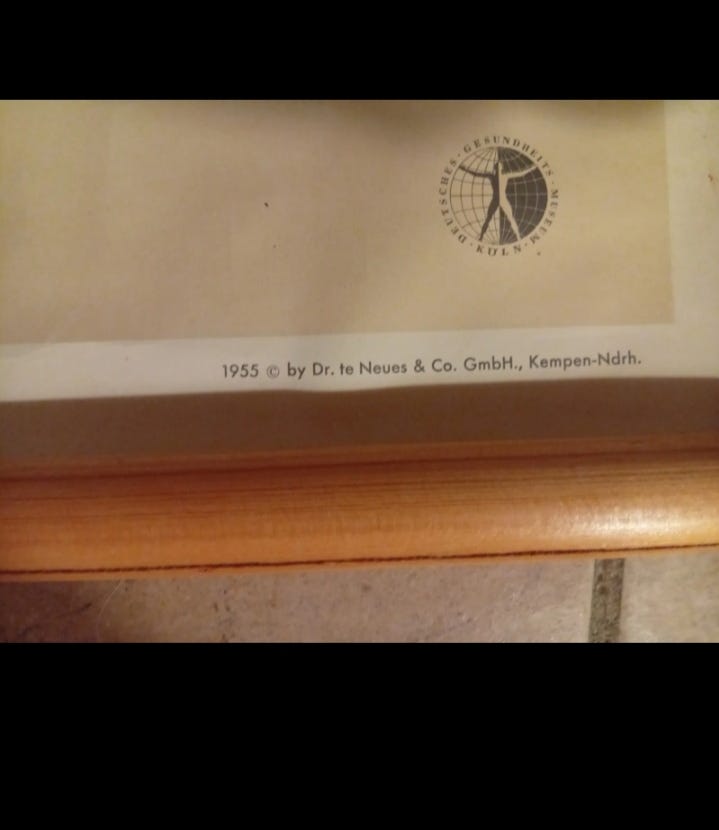 DEUTSCHES · GESUNDHEITS · MUSEUM · KÖLN ·
1955 © by Dr. te Neues & Co. GmbH., Kempen-Ndrh.